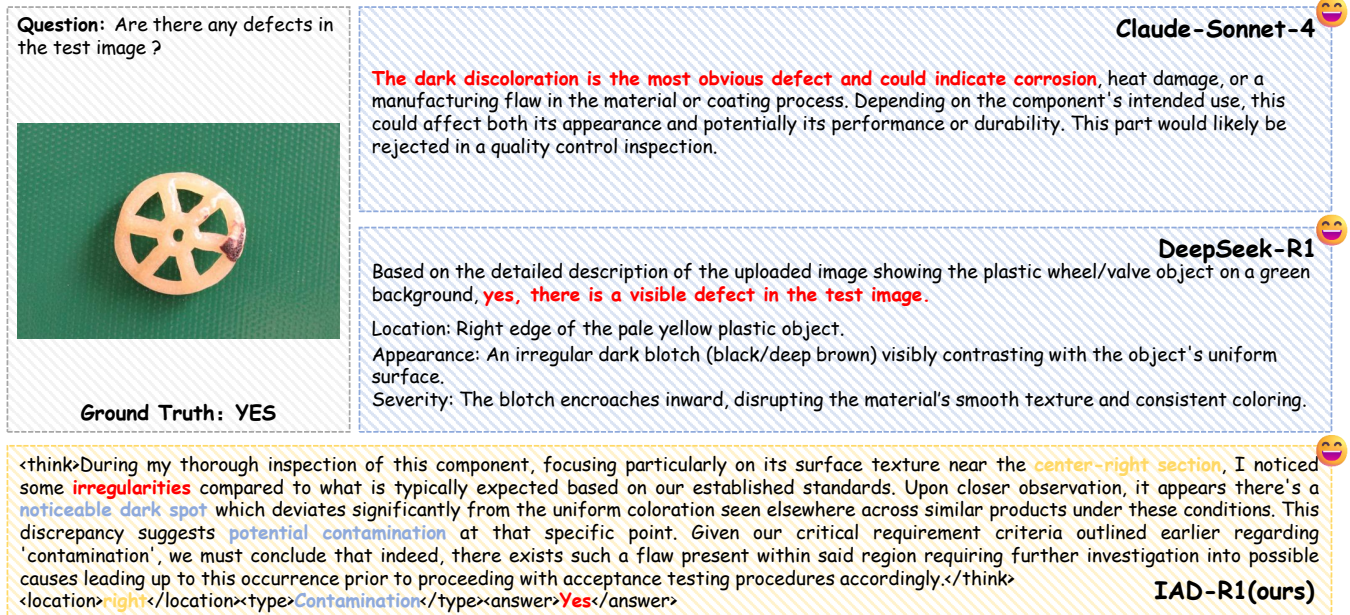 Question: Are there any defects in
the test image ?
Ground Truth: YES
Claude-Sonnet-4
The dark discoloration is the most obvious defect and could indicate corrosion, heat damage, or a
manufacturing flaw in the material or coating process. Depending on the component's intended use, this
could affect both its appearance and potentially its performance or durability. This part would likely be
rejected in a quality control inspection.
DeepSeek-R1
Based on the detailed description of the uploaded image showing the plastic wheel/valve object on a green
background, yes, there is a visible defect in the test image.
Location: Right edge of the pale yellow plastic object.
Appearance: An irregular dark blotch (black/deep brown) visibly contrasting with the object's uniform
surface.
Severity: The blotch encroaches inward, disrupting the material's smooth texture and consistent coloring.
<think>During my thorough inspection of this component, focusing particularly on its surface texture near the center-right section, I noticed
some irregularities compared to what is typically expected based on our established standards. Upon closer observation, it appears there's a
noticeable dark spot which deviates significantly from the uniform coloration seen elsewhere across similar products under these conditions. This
discrepancy suggests potential contamination at that specific point. Given our critical requirement criteria outlined earlier regarding
'contamination', we must conclude that indeed, there exists such a flaw present within said region requiring further investigation into possible
causes leading up to this occurrence prior to proceeding with acceptance testing procedures accordingly.</think>
<location>right</location><type>Contamination</type><answer>Yes</answer>
IAD-R1(ours)